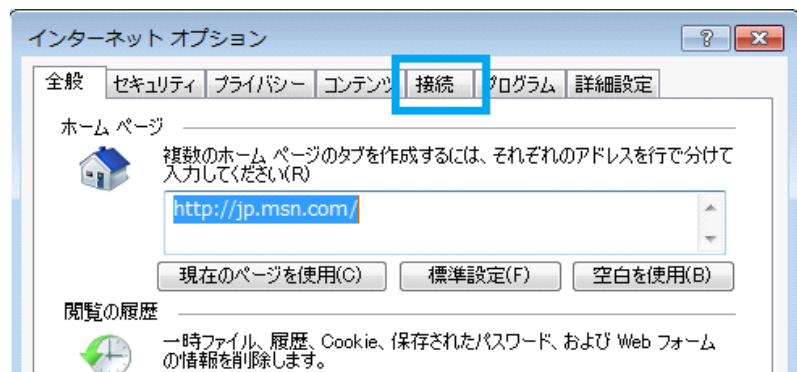 インターネット オプション
?
全般 セキュリティ プライバシー コンテンツ 接続 プログラム 詳細設定
ホーム ページ
複数のホーム ページのタブを作成するには、それぞれのアドレスを行で分けて
入力してください(R)
http://jp.msn.com/
現在のページを使用(C) 標準設定(F) 空白を使用(B)
閲覧の履歴
一時ファイル、履歴、Cookie、保存されたパスワード、および Web フォーム
の情報を削除します。